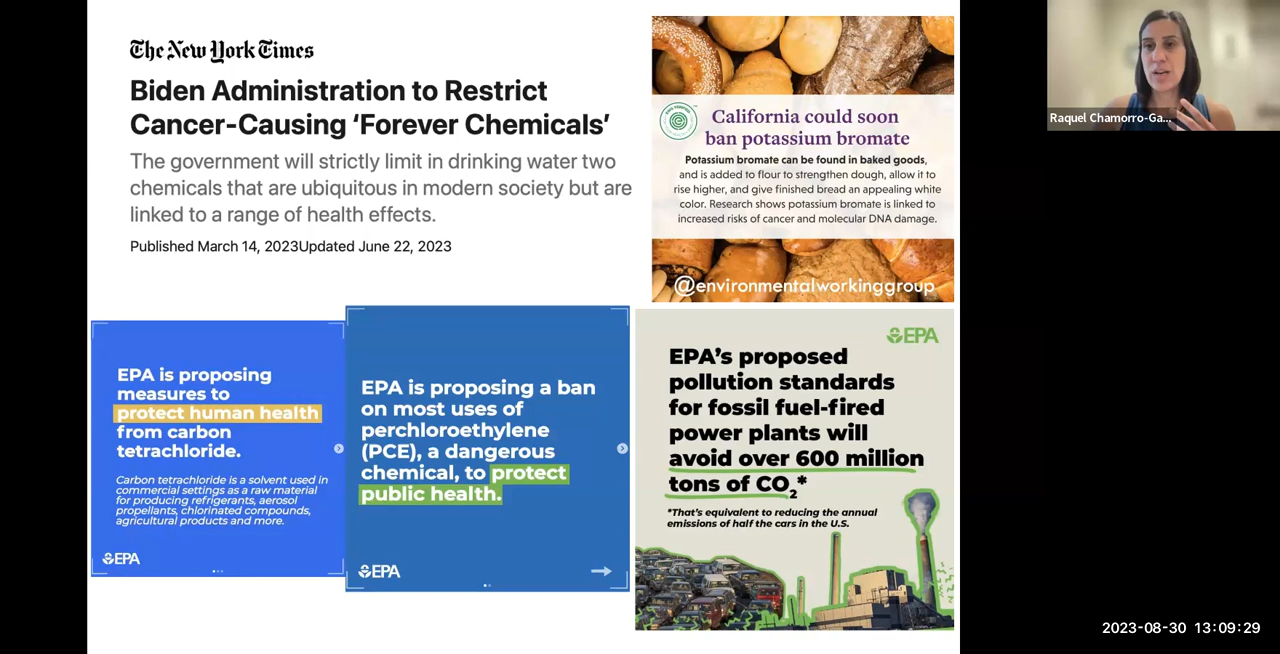 The New York Times
Biden Administration to Restrict
Cancer-Causing ‘Forever Chemicals’
The government will strictly limit in drinking water two
chemicals that are ubiquitous in modern society but are
linked to a range of health effects.
Published March 14, 2023Updated June 22, 2023
California could soon
ban potassium bromate
Potassium bromate can be found in baked goods,
and is added to flour to strengthen dough, allow it to
rise higher, and give finished bread an appealing white
color. Research shows potassium bromate is linked to
increased risks of cancer and molecular DNA damage.
@environmentalworkinggroup
Raquel Chamorro-Ga...
EPA is proposing
measures to
protect human health
from carbon
tetrachloride.
Carbon tetrachloride is a solvent used in
commercial settings as a raw material
for producing refrigerants, aerosol
propellants, chlorinated compounds,
agricultural products and more.
EPA
EPA is proposing a ban
on most uses of
perchloroethylene
(PCE), a dangerous
chemical, to protect
public health.
EPA
EPA
EPA’s proposed
pollution standards
for fossil fuel-fired
power plants will
avoid over 600 million
tons of CO2*
*That’s equivalent to reducing the annual
emissions of half the cars in the U.S.
2023-08-30 13:09:29